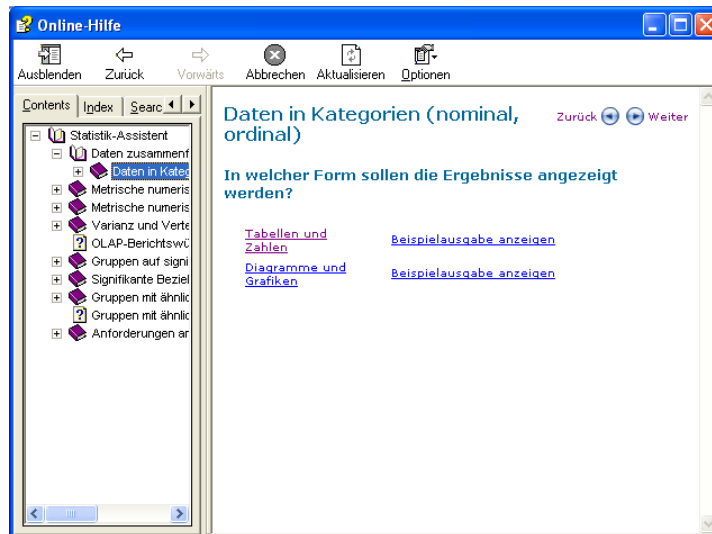 Online-Hilfe
Ausblenden Zurück Vorwärts Abbrechen Aktualisieren Optionen
Contents Index Searc
Statistik-Assistent
Daten zusammenf
Daten in Kateg
Metrische numeris
Metrische numeris
Varianz und Verte
OLAP-Berichtswü
Gruppen auf signi
Signifikante Beziel
Gruppen mit ähnlic
Gruppen mit ähnlic
Anforderungen ar
Daten in Kategorien (nominal,
ordinal)
Zurück Weiter
In welcher Form sollen die Ergebnisse angezeigt
werden?
Tabellen und
Zahlen
Beispielausgabe anzeigen
Diagramme und
Grafiken
Beispielausgabe anzeigen